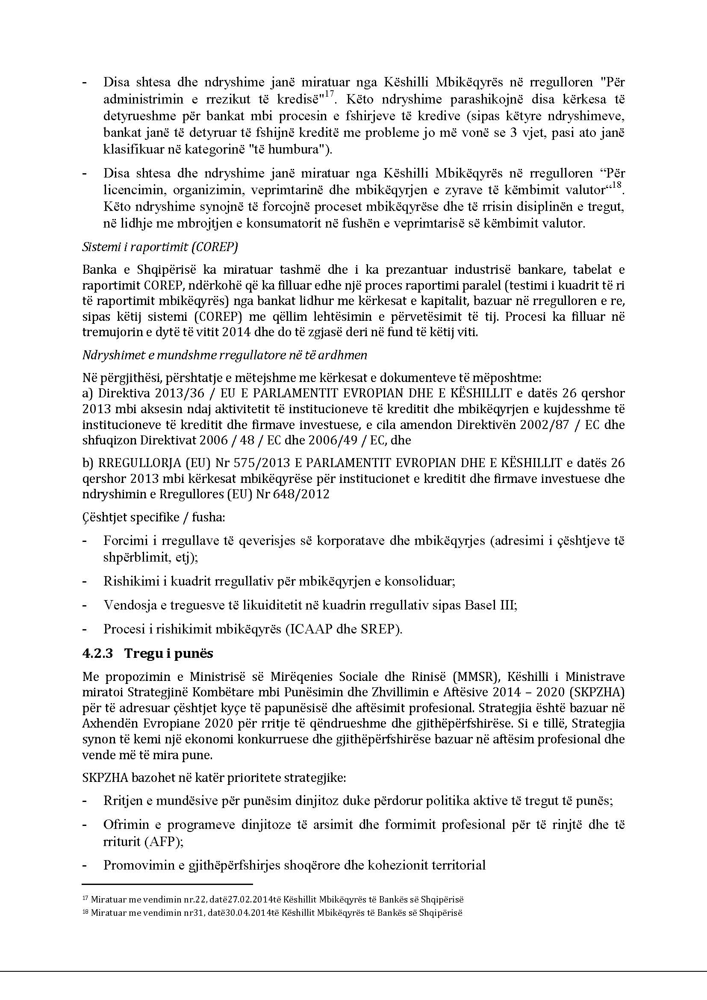 - Disa shtesa dhe ndryshime janë miratuar nga Këshilli Mbikëqyrës në rregulloren "Për
administrimin e rrezikut të kredisë"17. Këto ndryshime parashikojnë disa kërkesa të
detyrueshme për bankat mbi procesin e fshirjeve të kredive (sipas këtyre ndryshimeve,
bankat janë të detyruar të fshijnë kreditë me probleme jo më vonë se 3 vjet, pasi ato janë
klasifikuar në kategorinë "të humbura").
- Disa shtesa dhe ndryshime janë miratuar nga Këshilli Mbikëqyrës në rregulloren “Për
licencimin, organizimin, veprimtarinë dhe mbikëqyrjen e zyrave të këmbimit valutor“18.
Këto ndryshime synojnë të forcojnë proceset mbikëqyrëse dhe të rrisin disiplinën e tregut,
në lidhje me mbrojtjen e konsumatorit në fushën e veprimtarisë së këmbimit valutor.
Sistemi i raportimit (COREP)
Banka e Shqipërisë ka miratuar tashmë dhe i ka prezantuar industrisë bankare, tabelat e
raportimit COREP, ndërkohë që ka filluar edhe një proces raportimi paralel (testimi i kuadrit të ri
të raportimit mbikëqyrës) nga bankat lidhur me kërkesat e kapitalit, bazuar në rregulloren e re,
sipas këtij sistemi (COREP) me qëllim lehtësimin e përvetësimit të tij. Procesi ka filluar në
tremujorin e dytë të vitit 2014 dhe do të zgjasë deri në fund të këtij viti.
Ndryshimet e mundshme rregullatore në të ardhmen
Në përgjithësi, përshtatje e mëtejshme me kërkesat e dokumenteve të mëposhtme:
a) Direktiva 2013/36 / EU E PARLAMENTIT EVROPIAN DHE E KËSHILLIT e datës 26 qershor
2013 mbi aksesin ndaj aktivitetit të institucioneve të kreditit dhe mbikëqyrjen e kujdesshme të
institucioneve të kreditit dhe firmave investuese, e cila amendon Direktivën 2002/87 / EC dhe
shfuqizon Direktivat 2006 / 48 / EC dhe 2006/49 / EC, dhe
b) RREGULLORJA (EU) Nr 575/2013 E PARLAMENTIT EVROPIAN DHE E KËSHILLIT e datës 26
qershor 2013 mbi kërkesat mbikëqyrëse për institucionet e kreditit dhe firmave investuese dhe
ndryshimin e Rregullores (EU) Nr 648/2012
Çështjet specifike / fusha:
- Forcimi i rregullave të qeverisjes së korporatave dhe mbikëqyrjes (adresimi i çështjeve të
shpërblimit, etj);
- Rishikimi i kuadrit rregullativ për mbikëqyrjen e konsoliduar;
- Vendosja e treguesve të likuiditetit në kuadrin rregullativ sipas Basel III;
- Procesi i rishikimit mbikëqyrës (ICAAP dhe SREP).
4.2.3 Tregu i punës
Me propozimin e Ministrisë së Mirëqenies Sociale dhe Rinisë (MMSR), Këshilli i Ministrave
miratoi Strategjinë Kombëtare mbi Punësimin dhe Zhvillimin e Aftësive 2014 – 2020 (SKPZHA)
për të adresuar çështjet kyçe të papunësisë dhe aftësimit profesional. Strategjia është bazuar në
Axhendën Evropiane 2020 për rritje të qëndrueshme dhe gjithëpërfshirëse. Si e tillë, Strategjia
synon të kemi një ekonomi konkurruese dhe gjithëpërfshirëse bazuar në aftësim profesional dhe
vende më të mira pune.
SKPZHA bazohet në katër prioritete strategjike:
- Rritjen e mundësive për punësim dinjitoz duke përdorur politika aktive të tregut të punës;
- Ofrimin e programeve dinjitoze të arsimit dhe formimit profesional për të rinjtë dhe të
rriturit (AFP);
- Promovimin e gjithëpërfshirjes shoqërore dhe kohezionit territorial
17 Miratuar me vendimin nr.22, datë27.02.2014të Këshillit Mbikëqyrës të Bankës së Shqipërisë
18 Miratuar me vendimin nr31, datë30.04.2014të Këshillit Mbikëqyrës të Bankës së Shqipërisë